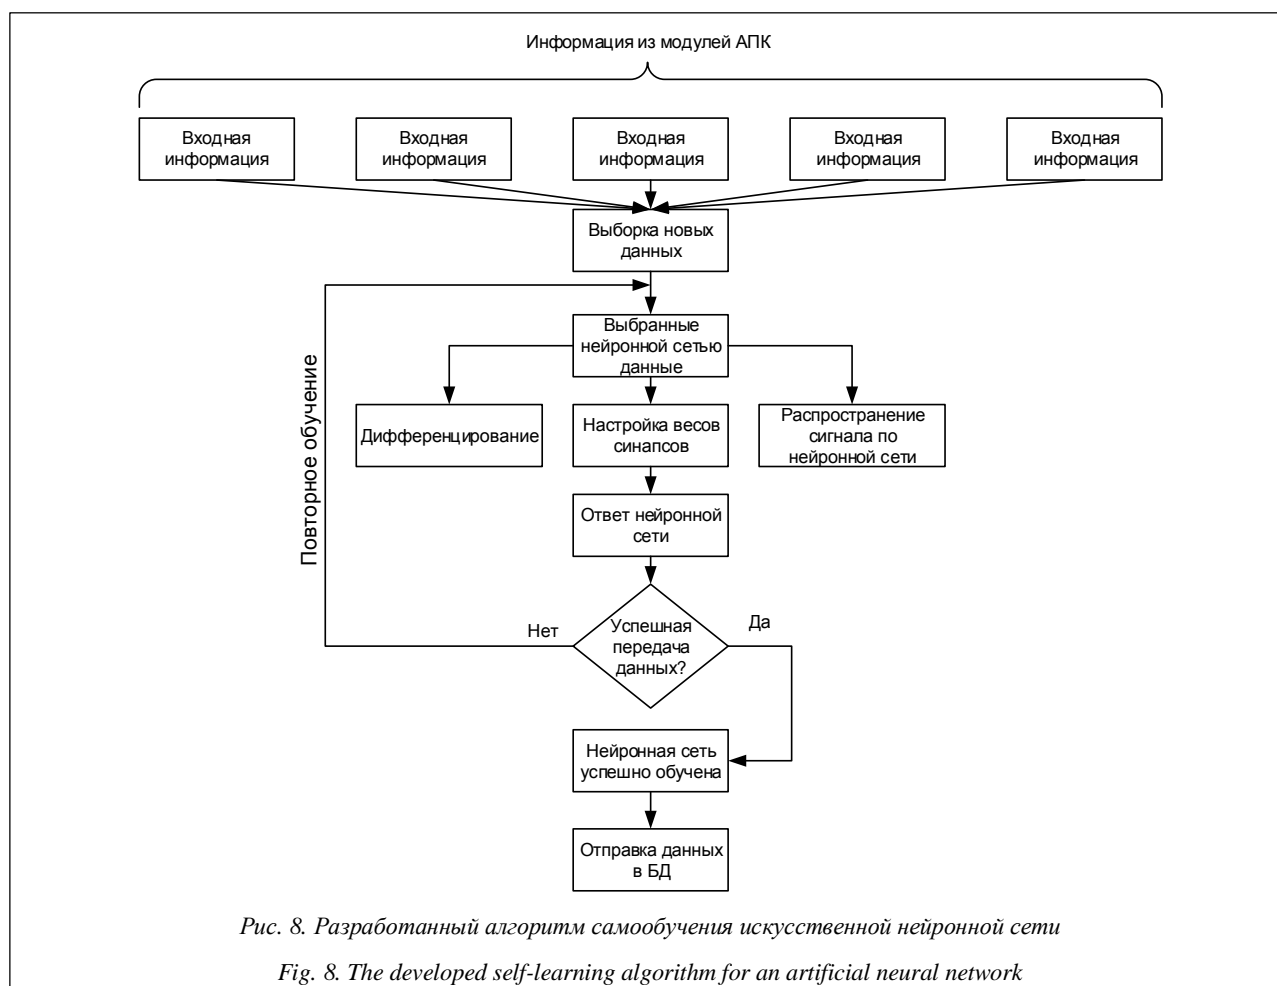 Информация из модулей АПК
Входная
информация
Входная
информация
Входная
информация
Входная
информация
Входная
информация
Выборка новых
данных
Выбранные
нейронной сетью
данные
Повторное обучение
Дифференцирование
Настройка весов
синапсов
Распространение
сигнала по
нейронной сети
Ответ нейронной
сети
Нет
Успешная
передача
данных?
Да
Нейронная сеть
успешно обучена
Отправка данных
в БД
Рис. 8. Разработанный алгоритм самообучения искусственной нейронной сети
Fig. 8. The developed self-learning algorithm for an artificial neural network